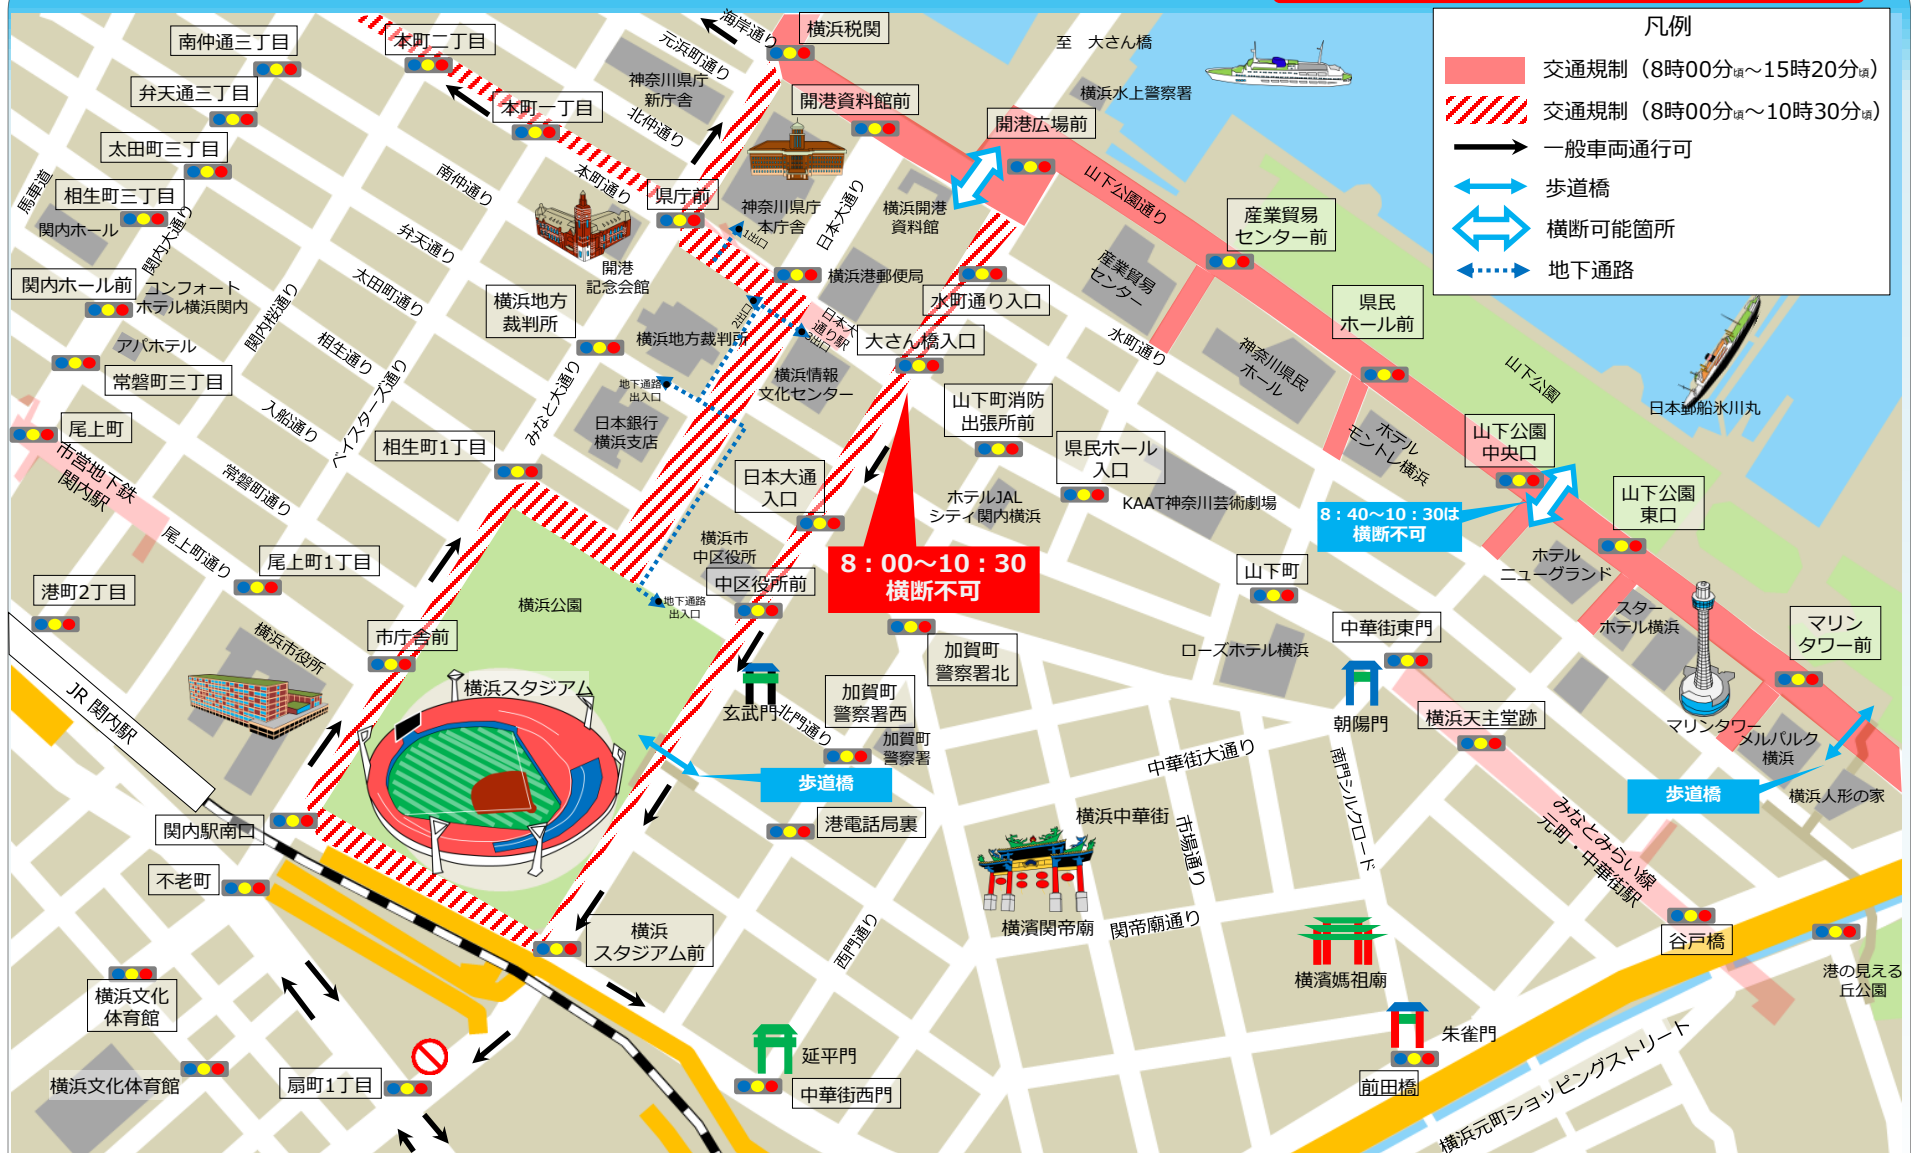 凡例
交通規制（8時00分頃～15時20分頃）
交通規制（8時00分頃～10時30分頃）
一般車両通行可
歩道橋
横断可能箇所
地下通路
南仲通三丁目
本町二丁目
海岸通り
元浜町通り
横浜税関
至　大さん橋
弁天通三丁目
本町一丁目
神奈川県庁
新庁舎
北仲通り
開港資料館前
横浜水上警察署
開港広場前
太田町三丁目
馬車道
相生町三丁目
関内ホール
関内大通り
南仲通り
本町通り
県庁前
神奈川県庁
本庁舎
1出口
日本大通り
横浜開港
資料館
山下公園通り
産業貿易
センター前
弁天通り
開港
記念会館
関内ホール前
コンフォート
ホテル横浜関内
太田町通り
横浜地方
裁判所
横浜港郵便局
水町通り入口
産業貿易
センター
県民
ホール前
関内桜通り
2出口
横浜地方裁判所
日本大
通り駅
3出口
大さん橋入口
水町通り
アパホテル
相生通り
常磐町三丁目
ベイスターズ通り
みなと大通り
地下通路
出入口
横浜情報
文化センター
神奈川県民
ホール
山下公園
日本郵船氷川丸
入船通り
日本銀行
横浜支店
山下町消防
出張所前
尾上町
相生町1丁目
県民ホール
入口
ホテル
モントレ横浜
山下公園
中央口
市営地下鉄
関内駅
常磐町通り
日本大通
入口
ホテルJAL
シティ関内横浜
KAAT神奈川芸術劇場
8：40～10：30は
横断不可
山下公園
東口
尾上町通り
尾上町1丁目
横浜市
中区役所
8：00～10：30
横断不可
ホテル
ニューグランド
港町2丁目
横浜公園
地下通路
出入口
中区役所前
山下町
スター
ホテル横浜
マリン
タワー前
横浜市役所
市庁舎前
加賀町
警察署北
ローズホテル横浜
中華街東門
JR 関内駅
横浜スタジアム
玄武門
北門通り
加賀町
警察署西
加賀町
警察署
朝陽門
横浜天主堂跡
マリンタワー
メルパルク
横浜
歩道橋
中華街大通り
南門シルクロード
歩道橋
横浜人形の家
関内駅南口
港電話局裏
横浜中華街
市場通り
みなとみらい線
元町・中華街駅
不老町
横浜
スタジアム前
西門通り
横濱関帝廟
関帝廟通り
谷戸橋
横浜文化
体育館
横濱媽祖廟
港の見える
丘公園
延平門
朱雀門
横浜文化体育館
扇町1丁目
中華街西門
前田橋
横浜元町ショッピングストリート